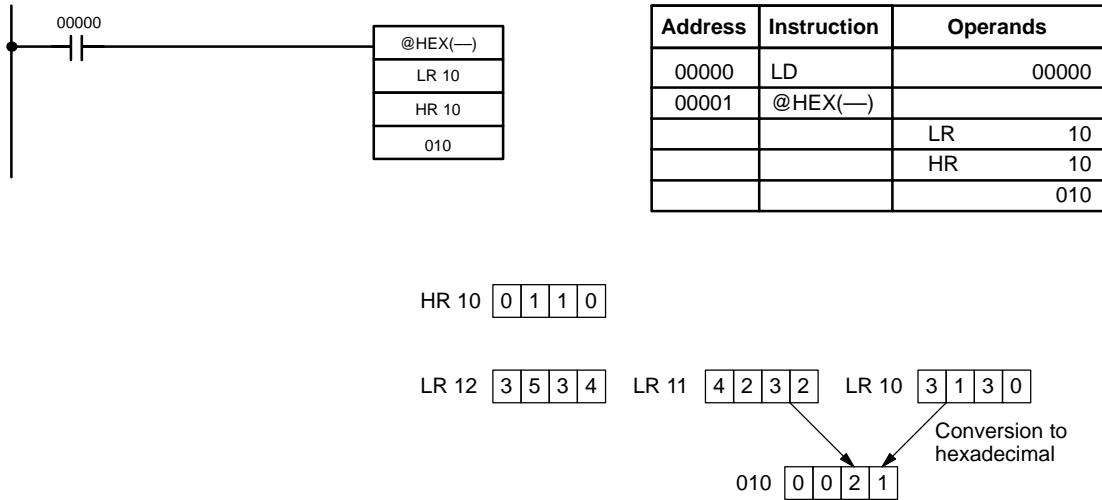 00000
@HEX(––)
LR 10
HR 10
010
Address Instruction Operands
00000 LD 00000
00001 @HEX(––)
LR 10
HR 10
010
HR 10 0 1 1 0
LR 12 3 5 3 4 LR 11 4 2 3 2 LR 10 3 1 3 0
Conversion to
hexadecimal
010 0 0 2 1